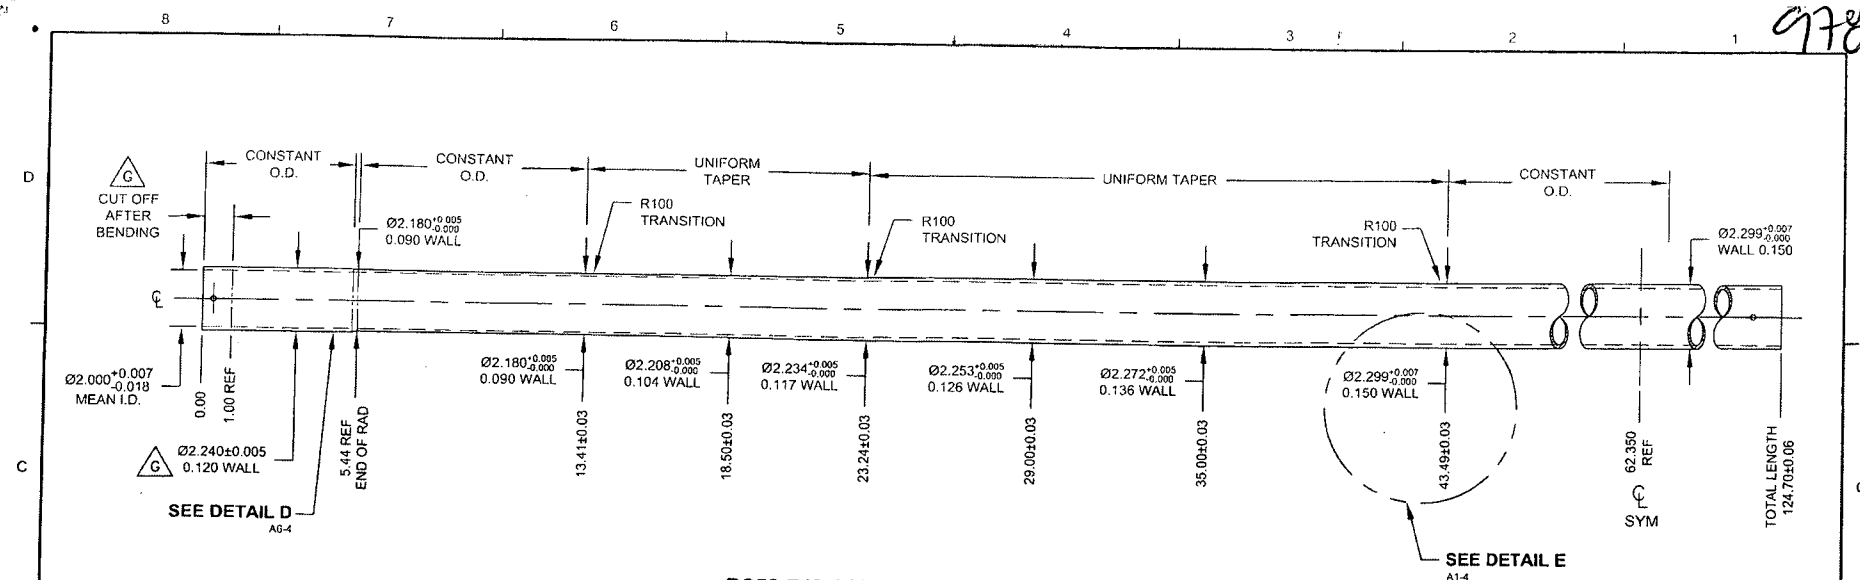 8 7 6 5 4 3 2 1
978
D
G
CUT OFF
AFTER
BENDING
CONSTANT
O.D.
CONSTANT
O.D.
UNIFORM
TAPER
UNIFORM TAPER
CONSTANT
O.D.
Ø2.180+0.005
-0.000
0.090 WALL
R100
TRANSITION
R100
TRANSITION
R100
TRANSITION
Ø2.299+0.007
-0.000
WALL 0.150
℄
Ø2.000+0.007
-0.018
MEAN I.D.
0.00
1.00 REF
G
Ø2.240±0.005
0.120 WALL
5.44 REF
END OF RAD
Ø2.180+0.005
-0.000
0.090 WALL
13.41±0.03
Ø2.208+0.005
-0.000
0.104 WALL
18.50±0.03
Ø2.234+0.005
-0.000
0.117 WALL
23.24±0.03
Ø2.253+0.005
-0.000
0.126 WALL
29.00±0.03
Ø2.272+0.005
-0.000
0.136 WALL
35.00±0.03
Ø2.299+0.007
-0.000
0.150 WALL
43.49±0.03
62.350
REF
℄
SYM
TOTAL LENGTH
124.70±0.06
C
SEE DETAIL D
A6-4
SEE DETAIL E
A1-4